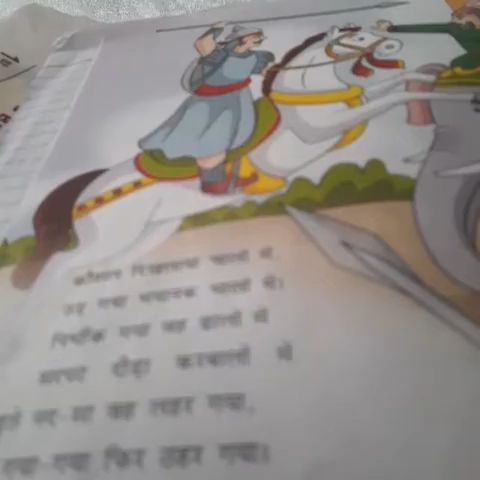 कौशल दिखलाया चालों में,
उड़ गया भयानक भालों में।
निर्भीक गया वह ढालों में
सरपट दौड़ा करवालों में
नद-सा वह लहर गया,
गया-गया फिर ठहर गया।